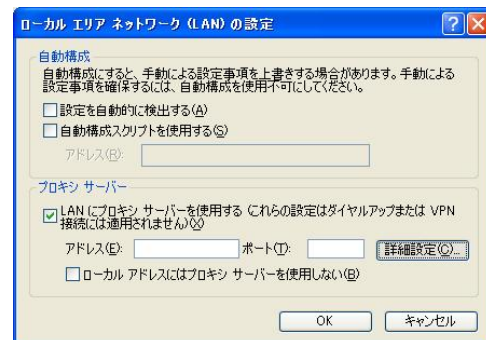 ローカル エリア ネットワーク (LAN) の設定
自動構成
自動構成にすると、手動による設定事項を上書きする場合があります。手動による
設定事項を確保するには、自動構成を使用不可にしてください。
設定を自動的に検出する(A)
自動構成スクリプトを使用する(S)
アドレス(R):
プロキシ サーバー
LAN にプロキシ サーバーを使用する (これらの設定はダイヤルアップまたは VPN
接続には適用されません)(X)
アドレス(E): ポート(T): 詳細設定(C)...
ローカル アドレスにはプロキシ サーバーを使用しない(B)
OK キャンセル